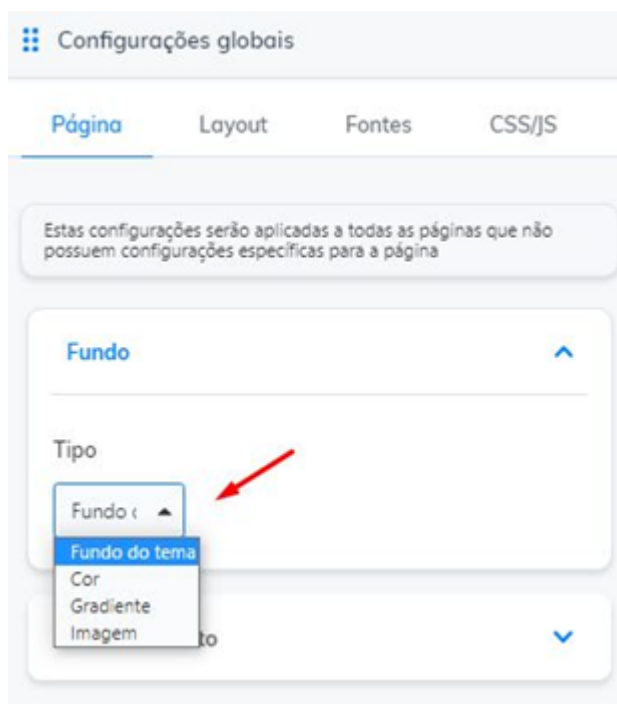 Configurações globais
Página Layout Fontes CSS/JS
Estas configurações serão aplicadas a todas as páginas que não
possuem configurações específicas para a página
Fundo
Tipo
Fundo
Fundo do tema
Cor
Gradiente
Imagem
to